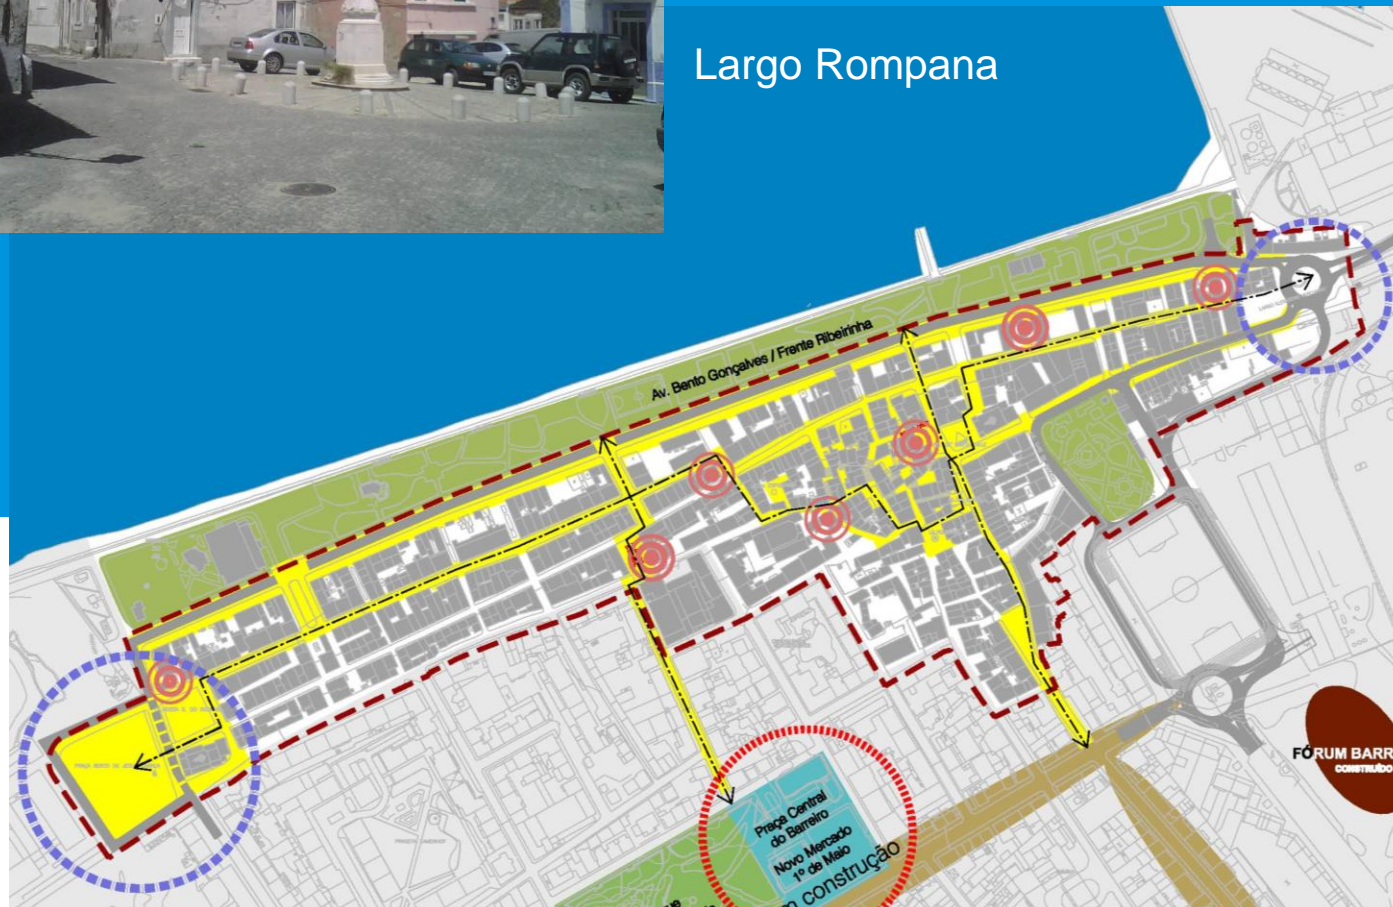 Largo Rompana
Av. Bento Gonçalves / Frente Ribeirinha
FÓRUM BARR
CONSTRUÍDO
Praça Central
do Barreiro
Novo Mercado
1º de Maio
construção